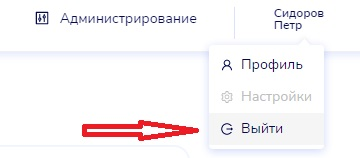 Администрирование
Сидоров
Петр
Профиль
Настройки
Выйти